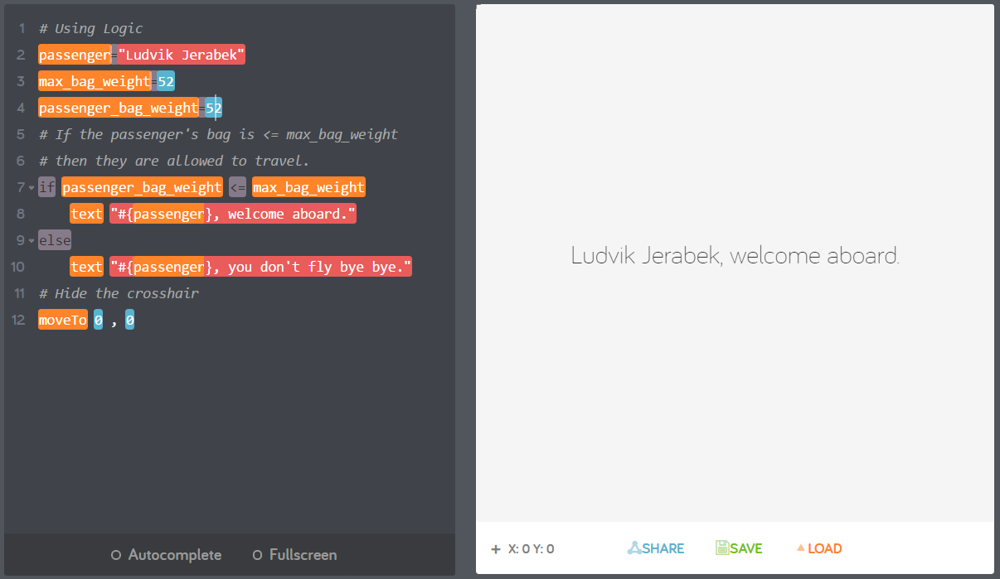 1 # Using Logic
2 passenger="Ludvik Jerabek"
3 max_bag_weight=52
4 passenger_bag_weight=52
5 # If the passenger's bag is <= max_bag_weight
6 # then they are allowed to travel.
7 if passenger_bag_weight <= max_bag_weight
8 text "#{passenger}, welcome aboard."
9 else
10 text "#{passenger}, you don't fly bye bye."
11 # Hide the crosshair
12 moveTo 0 , 0
Autocomplete Fullscreen
Ludvik Jerabek, welcome aboard.
+ X: 0 Y: 0 SHARE SAVE LOAD